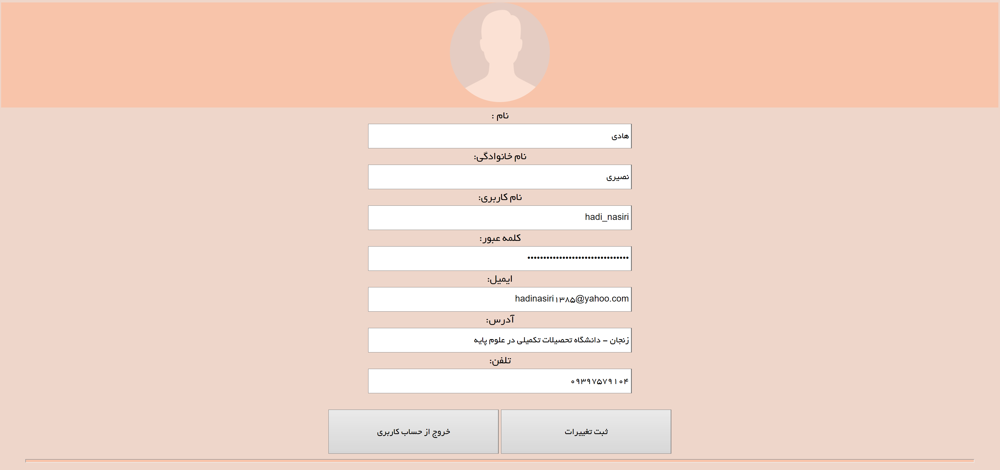 نام :
هادی
نام خانوادگی:
نصیری
نام کاربری:
hadi_nasiri
کلمه عبور:
••••••••••••••••••••••••••••••••
ایمیل:
hadinasiri۱۳۸۵@yahoo.com
آدرس:
زنجان - دانشگاه تحصیلات تکمیلی در علوم پایه
تلفن:
۰۹۳۹۷۵۷۹۱۰۴
ثبت تغییرات
خروج از حساب کاربری